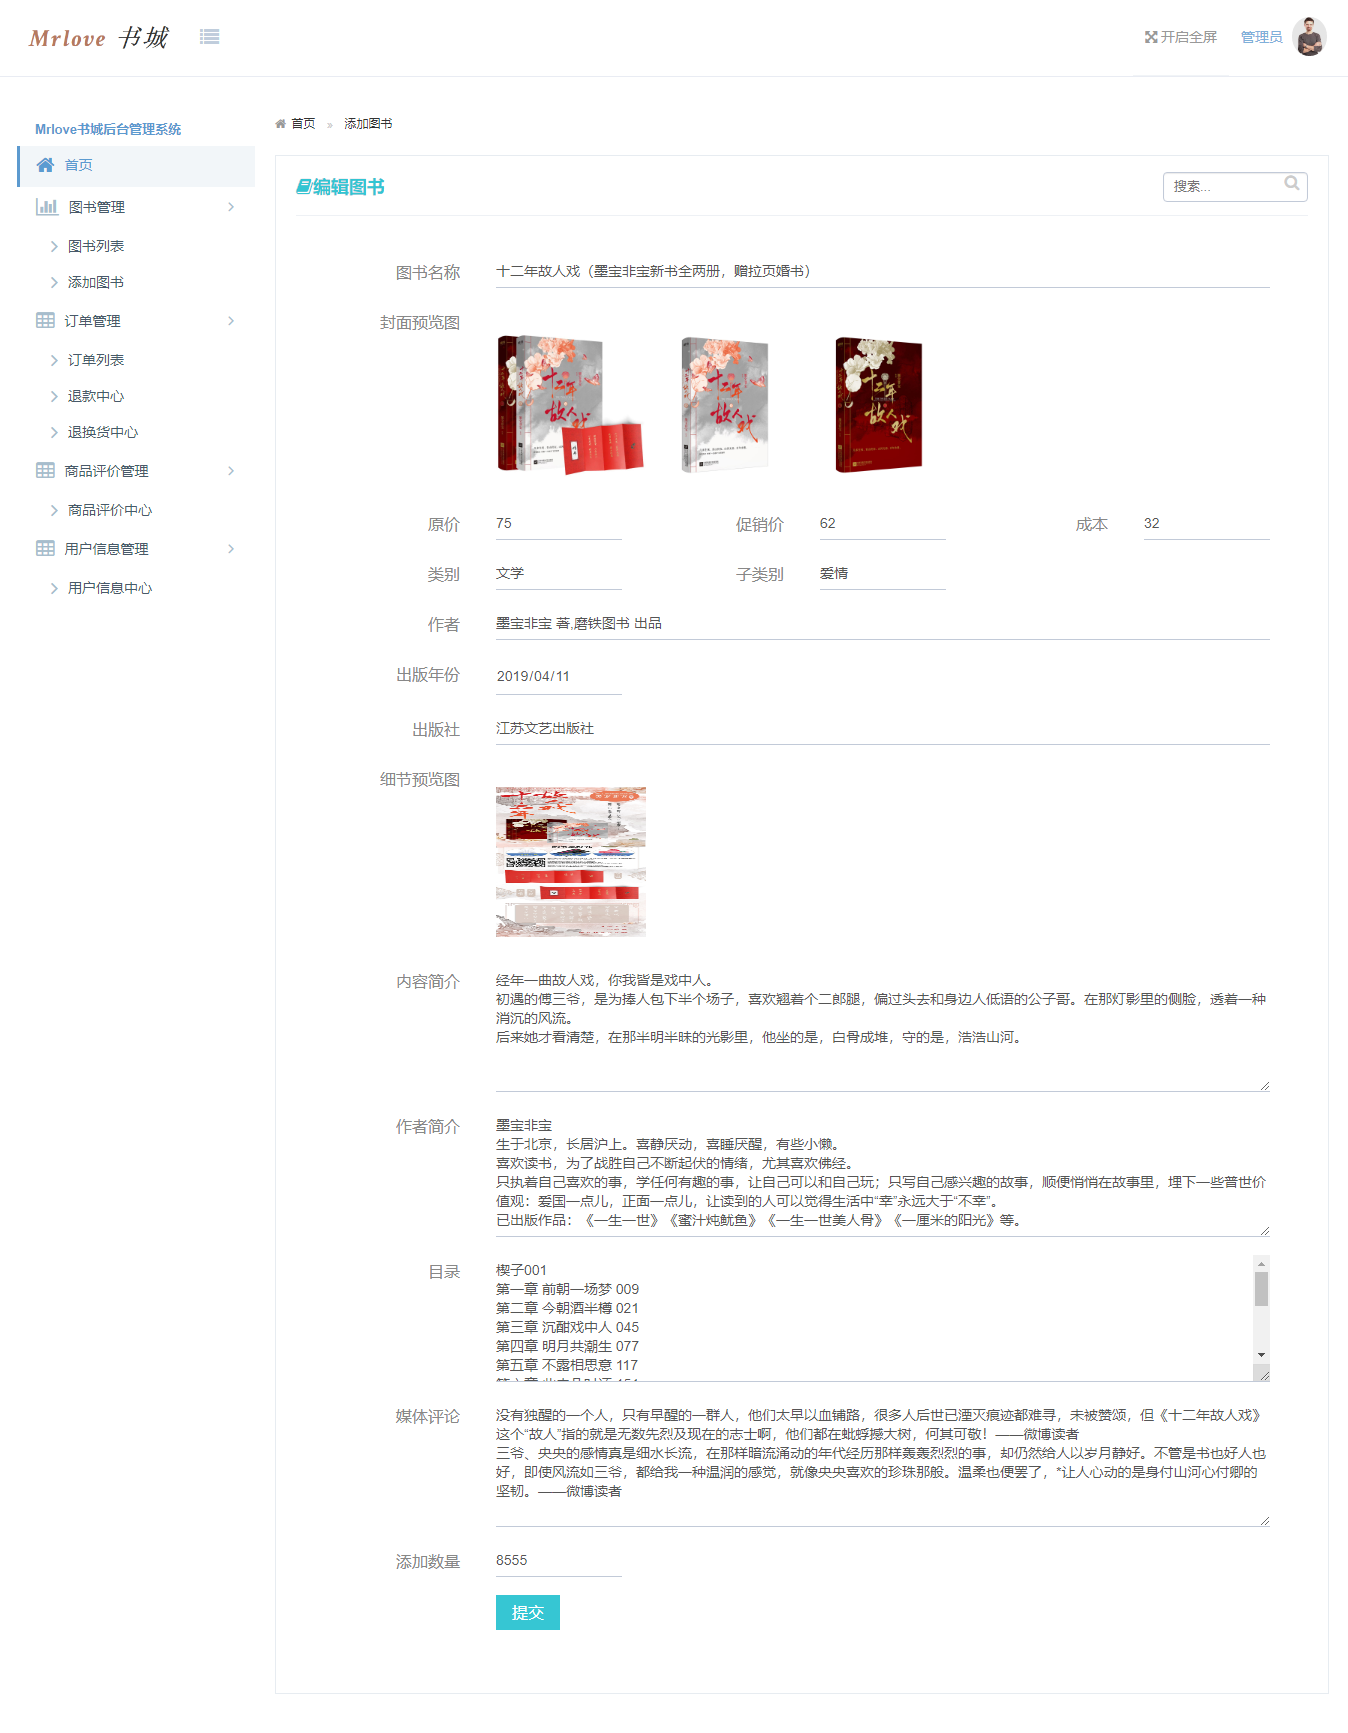 Mrlove 书城
开启全屏
管理员
Mrlove书城后台管理系统
首页
图书管理
图书列表
添加图书
订单管理
订单列表
退款中心
退换货中心
商品评价管理
商品评价中心
用户信息管理
用户信息中心
首页 » 添加图书
编辑图书
搜索...
图书名称 十二年故人戏（墨宝非宝新书全两册，赠拉页婚书）
封面预览图
十二年
故人戏
十二年
故人戏
十二年
故人戏
原价 75 促销价 62 成本 32
类别 文学 子类别 爱情
作者 墨宝非宝 著,磨铁图书 出品
出版年份 2019/04/11
出版社 江苏文艺出版社
细节预览图
内容简介 经年一曲故人戏，你我皆是戏中人。
初遇的傅三爷，是为捧人包下半个场子，喜欢翘着个二郎腿，偏过头去和身边人低语的公子哥。在那灯影里的侧脸，透着一种
消沉的风流。
后来她才看清楚，在那半明半昧的光影里，他坐的是，白骨成堆，守的是，浩浩山河。
作者简介 墨宝非宝
生于北京，长居沪上。喜静厌动，喜睡厌醒，有些小懒。
喜欢读书，为了战胜自己不断起伏的情绪，尤其喜欢佛经。
只执着自己喜欢的事，学任何有趣的事，让自己可以和自己玩；只写自己感兴趣的故事，顺便悄悄在故事里，埋下一些普世价
值观：爱国一点儿，正面一点儿，让读到的人可以觉得生活中“幸”永远大于“不幸”。
已出版作品：《一生一世》《蜜汁炖鱿鱼》《一生一世美人骨》《一厘米的阳光》等。
目录 楔子001
第一章 前朝一场梦 009
第二章 今朝酒半樽 021
第三章 沉酣戏中人 045
第四章 明月共潮生 077
第五章 不露相思意 117
媒体评论 没有独醒的一个人，只有早醒的一群人，他们太早以血铺路，很多人后世已湮灭痕迹都难寻，未被赞颂，但《十二年故人戏》
这个“故人”指的就是无数先烈及现在的志士啊，他们都在蚍蜉撼大树，何其可敬！——微博读者
三爷、央央的感情真是细水长流，在那样暗流涌动的年代经历那样轰轰烈烈的事，却仍然给人以岁月静好。不管是书也好人也
好，即使风流如三爷，都给我一种温润的感觉，就像央央喜欢的珍珠那般。温柔也便罢了，*让人心动的是身付山河心付卿的
坚韧。——微博读者
添加数量 8555
提交